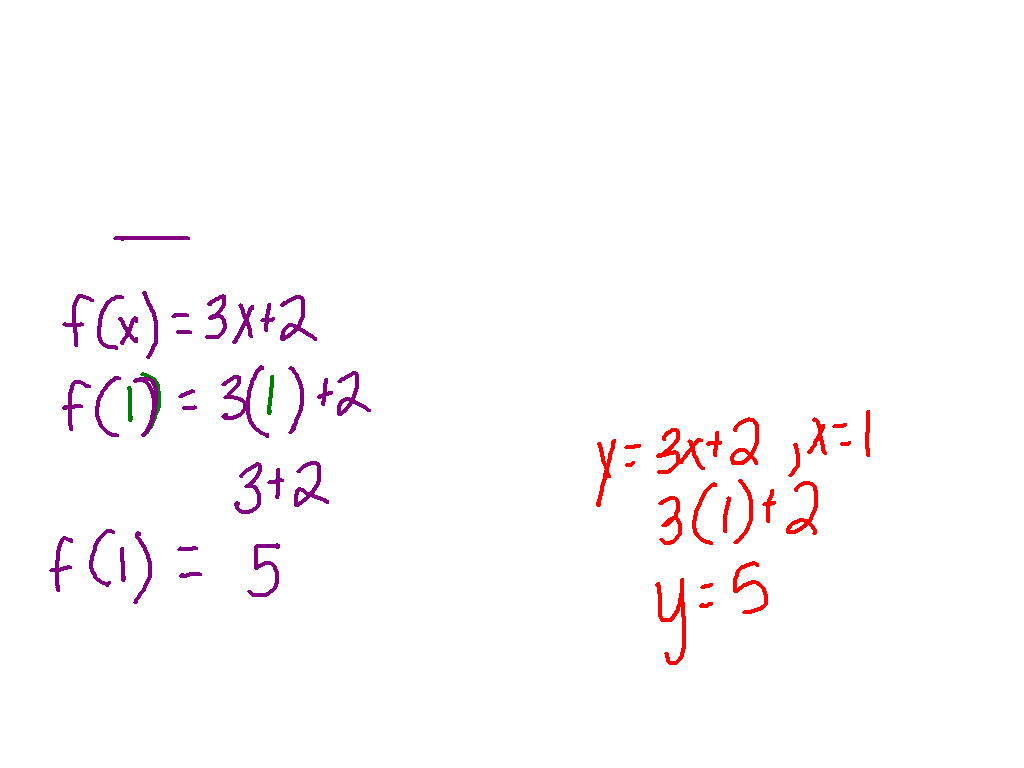 f(x) = 3x+2
f(1) = 3(1)+2
3+2
f(1) = 5
y = 3x+2 , x=1
3(1)+2
y = 5